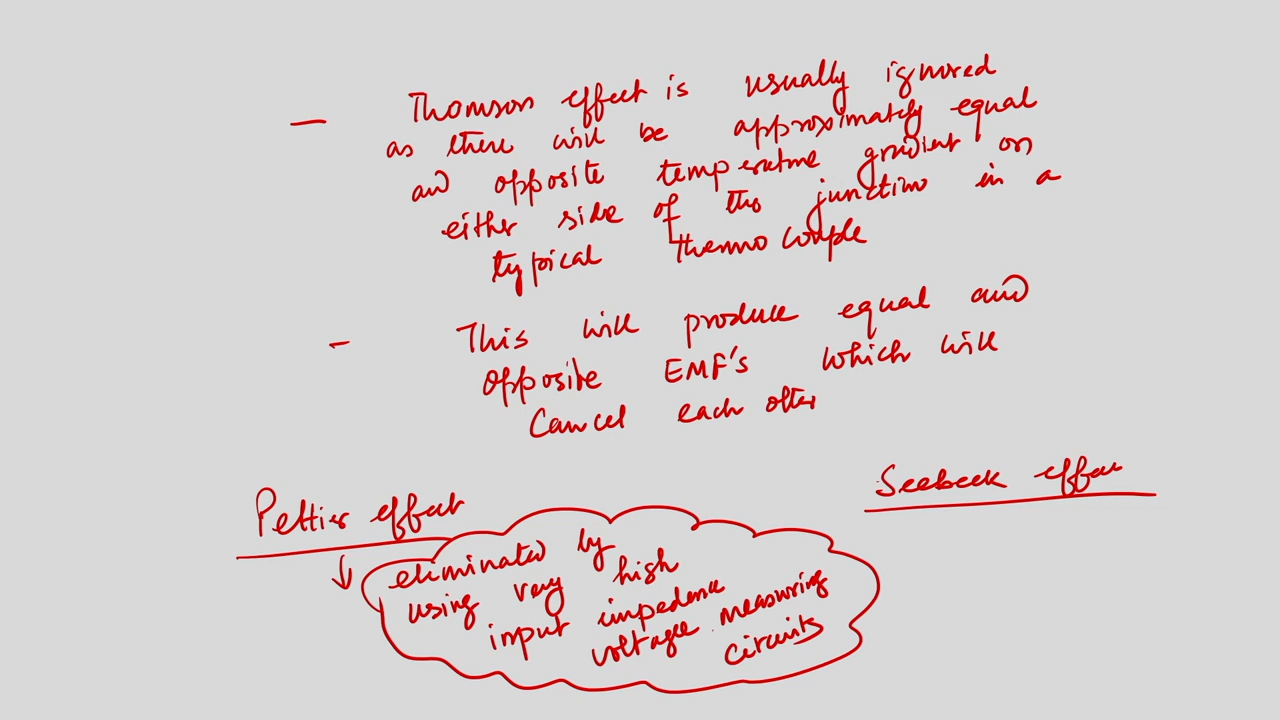 — Thomson effect is usually ignored
as there will be approximately equal
and opposite temperature gradient on
either side of the junction in a
typical thermocouple
- This will produce equal and
opposite EMF's which will
Cancel each other
Peltier effect
Seebeck effec
↓ eliminated by
using very high
input impedence
voltage measuring
circuits